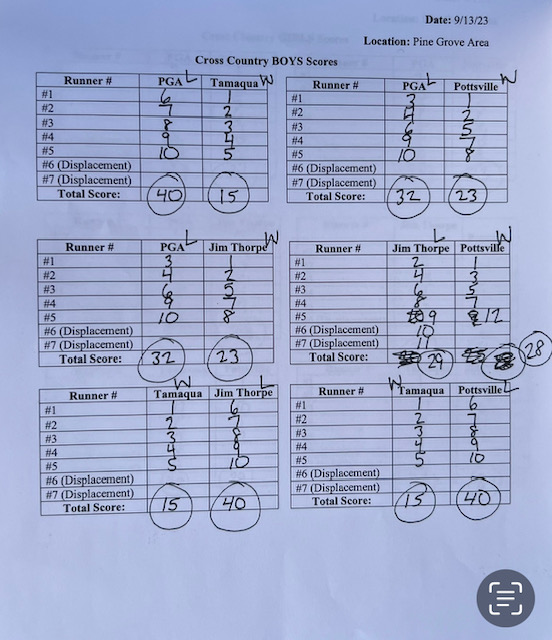 Date: 9/13/23
Location: Pine Grove Area
Cross Country BOYS Scores
L W
Runner # PGA Tamaqua
#1 6 1
#2 7 2
#3 8 3
#4 9 4
#5 10 5
#6 (Displacement)
#7 (Displacement)
Total Score: 40 15
L W
Runner # PGA Pottsville
#1 3 1
#2 4 2
#3 6 5
#4 9 7
#5 10 8
#6 (Displacement)
#7 (Displacement)
Total Score: 32 23
L W
Runner # PGA Jim Thorpe
#1 3 1
#2 4 2
#3 6 5
#4 9 7
#5 10 8
#6 (Displacement)
#7 (Displacement)
Total Score: 32 23
L W
Runner # Jim Thorpe Pottsville
#1 2 1
#2 4 3
#3 6 5
#4 8 7
#5 9 12
#6 (Displacement) 10
#7 (Displacement) 11
Total Score: 29 28
W L
Runner # Tamaqua Jim Thorpe
#1 1 6
#2 2 7
#3 3 8
#4 4 9
#5 5 10
#6 (Displacement)
#7 (Displacement)
Total Score: 15 40
W L
Runner # Tamaqua Pottsville
#1 1 6
#2 2 7
#3 3 8
#4 4 9
#5 5 10
#6 (Displacement)
#7 (Displacement)
Total Score: 15 40